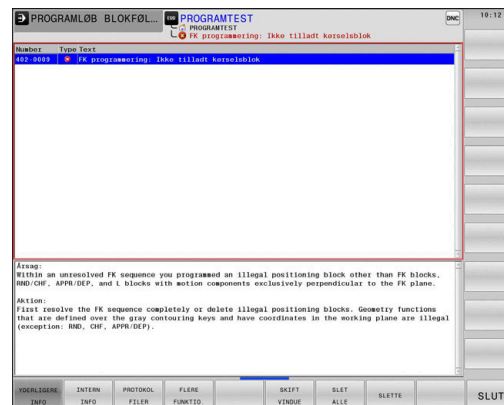 PROGRAMLØB BLOKFØL...
PROGRAMTEST
DNC
10:12
PROGRAMTEST
FK programmering: Ikke tilladt kørselsblok
Number Type Text
402-0009 FK programmering: Ikke tilladt kørselsblok
Årsag:
Within an unresolved FK sequence you programmed an illegal positioning block other than FK blocks,
RND/CHF, APPR/DEP, and L blocks with motion components exclusively perpendicular to the FK plane.
Aktion:
First resolve the FK sequence completely or delete illegal positioning blocks. Geometry functions
that are defined over the gray contouring keys and have coordinates in the working plane are illegal
(exception: RND, CHF, APPR/DEP).
YDERLIGERE INFO
INTERN INFO
PROTOKOL FILER
FLERE FUNKTIO.
SKIFT VINDUE
SLET ALLE
SLETTE
SLUT